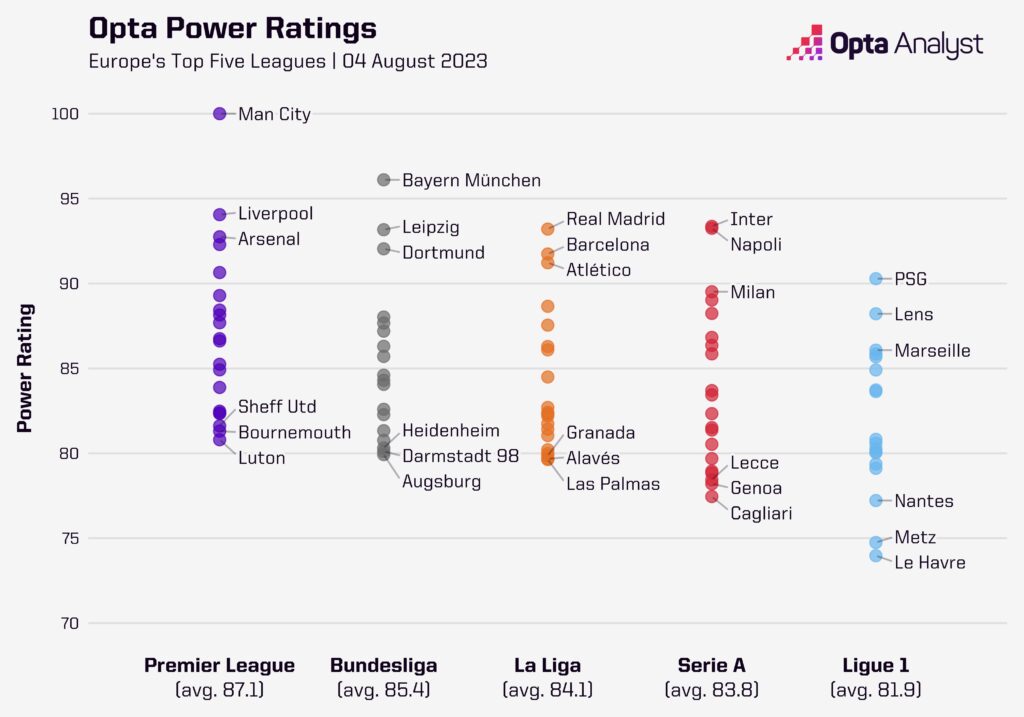 Opta Power Ratings
Europe's Top Five Leagues | 04 August 2023
Opta Analyst
Power Rating
100
95
90
85
80
75
70
Man City
Liverpool
Arsenal
Sheff Utd
Bournemouth
Luton
Bayern München
Leipzig
Dortmund
Heidenheim
Darmstadt 98
Augsburg
Real Madrid
Barcelona
Atlético
Granada
Alavés
Las Palmas
Inter
Napoli
Milan
Lecce
Genoa
Cagliari
PSG
Lens
Marseille
Nantes
Metz
Le Havre
Premier League
(avg. 87.1)
Bundesliga
(avg. 85.4)
La Liga
(avg. 84.1)
Serie A
(avg. 83.8)
Ligue 1
(avg. 81.9)